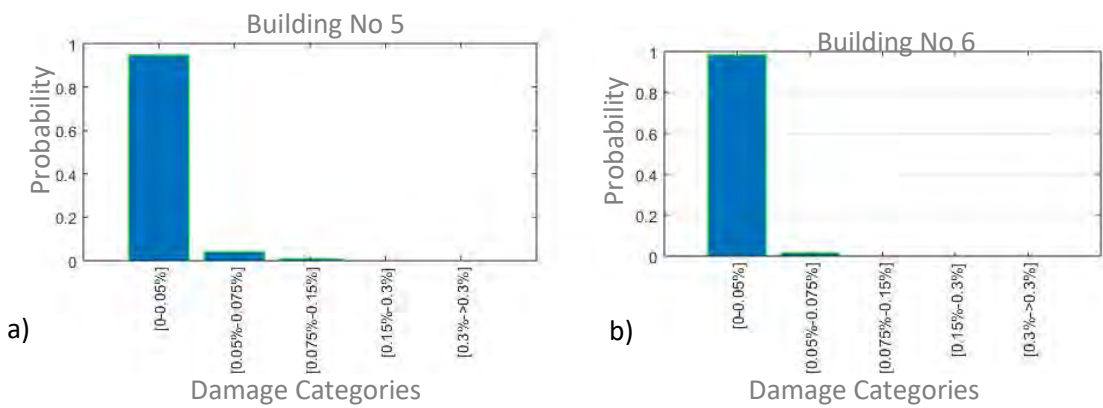 Building No 5
Probability
1
0.8
0.6
0.4
0.2
0
[0-0.05%]
[0.05%-0.075%]
[0.075%-0.15%]
[0.15%-0.3%]
[0.3%->0.3%]
a)
Damage Categories
Building No 6
Probability
1
0.8
0.6
0.4
0.2
0
[0-0.05%]
[0.05%-0.075%]
[0.075%-0.15%]
[0.15%-0.3%]
[0.3%->0.3%]
b)
Damage Categories